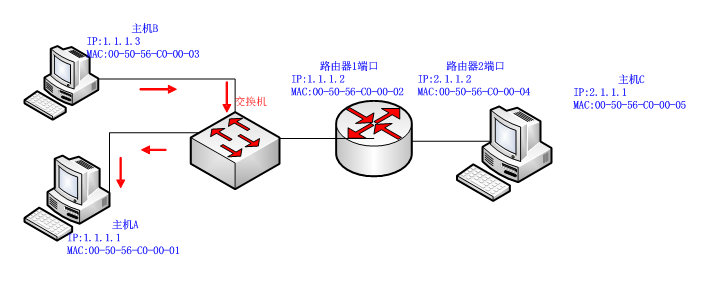 主机B
IP:1.1.1.3
MAC:00-50-56-C0-00-03
路由器1端口
IP:1.1.1.2
MAC:00-50-56-C0-00-02
路由器2端口
IP:2.1.1.2
MAC:00-50-56-C0-00-04
主机C
IP:2.1.1.1
MAC:00-50-56-C0-00-05
交换机
主机A
IP:1.1.1.1
MAC:00-50-56-C0-00-01